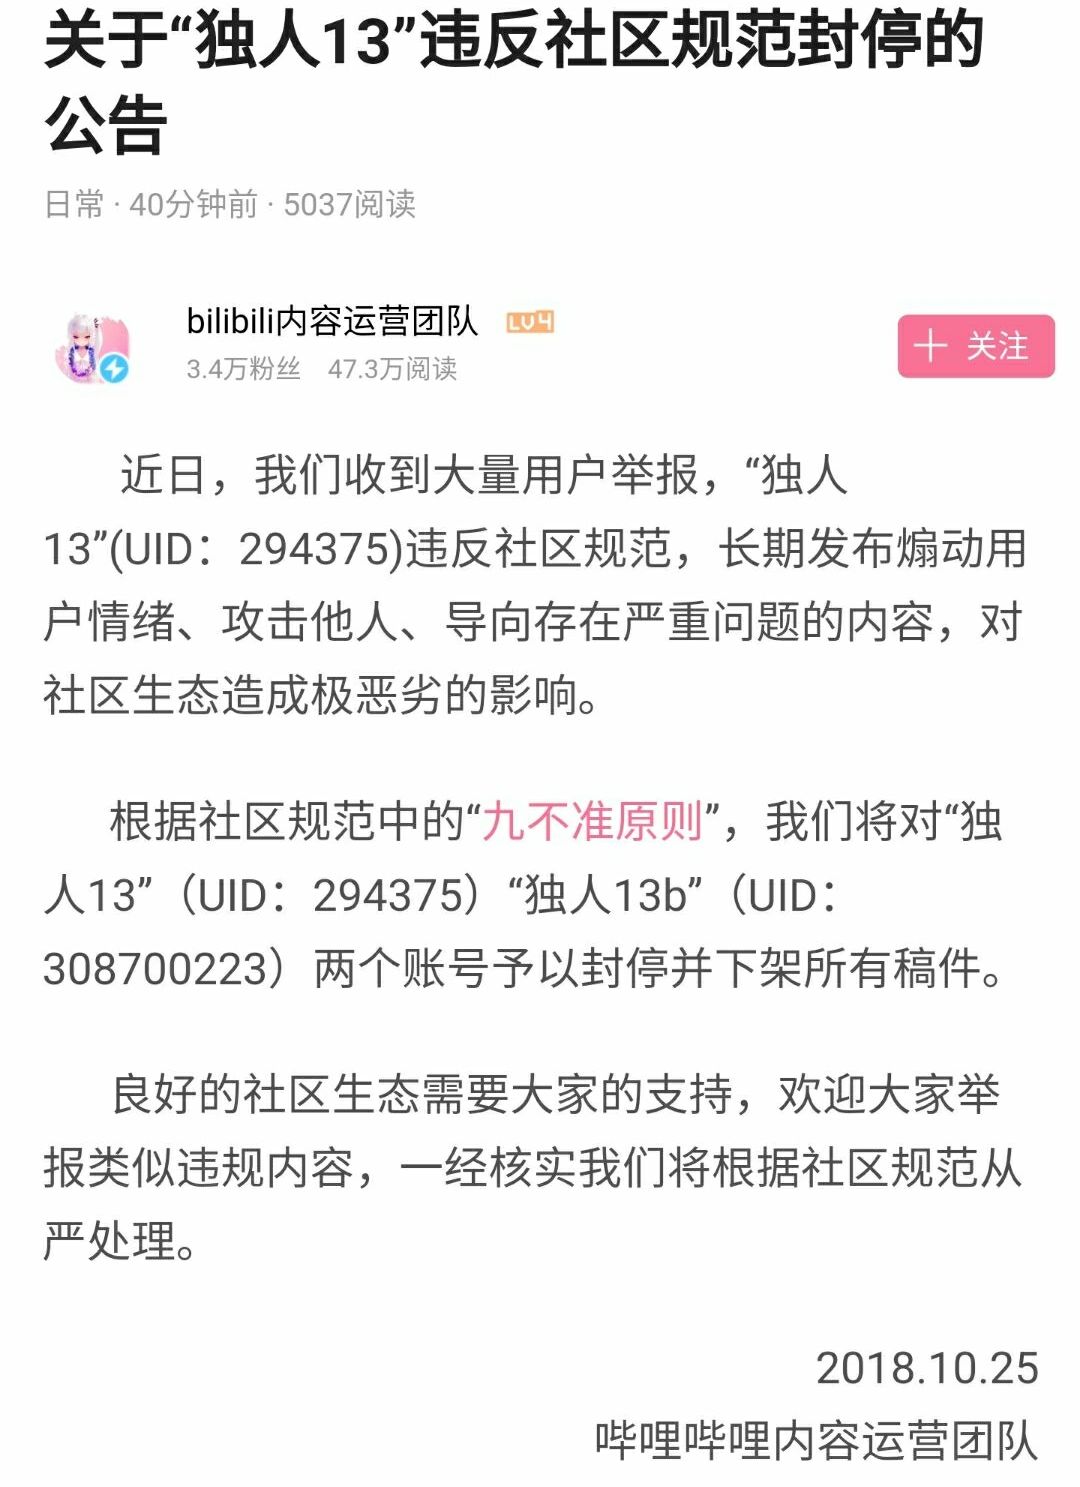 关于“独人13”违反社区规范封停的
公告
日常 · 40分钟前 · 5037阅读
bilibili内容运营团队 LV4
3.4万粉丝 47.3万阅读
+ 关注
近日，我们收到大量用户举报，“独人
13”(UID：294375)违反社区规范，长期发布煽动用
户情绪、攻击他人、导向存在严重问题的内容，对
社区生态造成极恶劣的影响。
根据社区规范中的“九不准原则”，我们将对“独
人13”（UID：294375）“独人13b”（UID：
308700223）两个账号予以封停并下架所有稿件。
良好的社区生态需要大家的支持，欢迎大家举
报类似违规内容，一经核实我们将根据社区规范从
严处理。
2018.10.25
哔哩哔哩内容运营团队